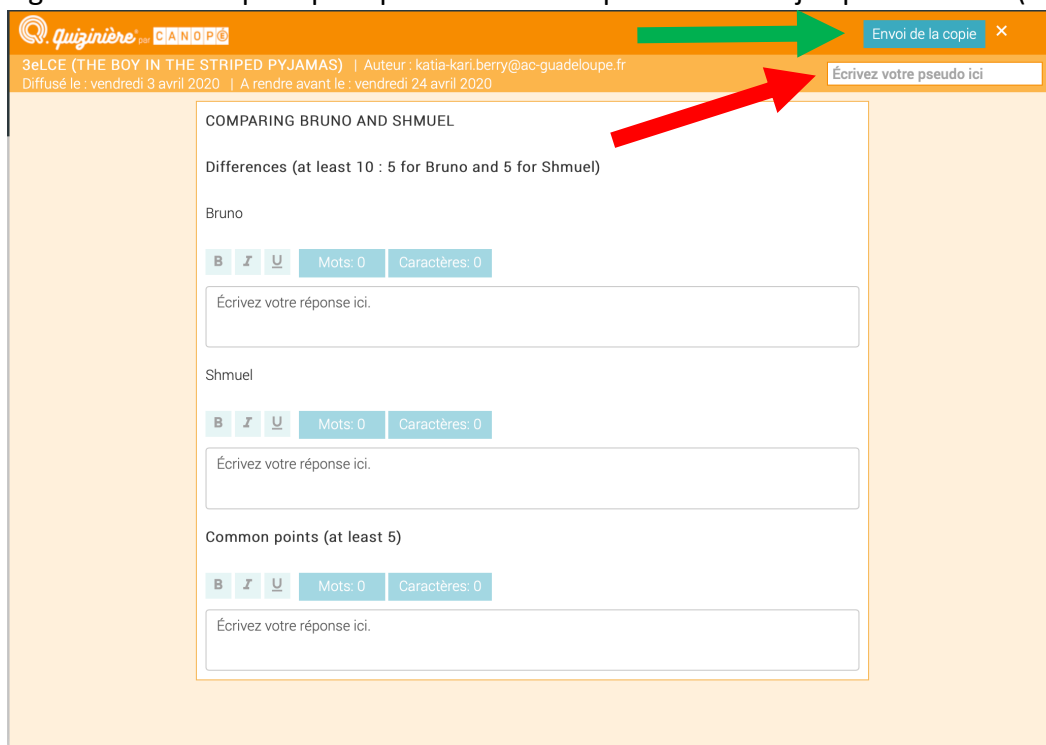 Quizinière par CANOPÉ
Envoi de la copie ×
3eLCE (THE BOY IN THE STRIPED PYJAMAS) | Auteur : katia-kari.berry@ac-guadeloupe.fr
Diffusé le : vendredi 3 avril 2020 | A rendre avant le : vendredi 24 avril 2020
Écrivez votre pseudo ici
COMPARING BRUNO AND SHMUEL
Differences (at least 10 : 5 for Bruno and 5 for Shmuel)
Bruno
B I U Mots: 0 Caractères: 0
Écrivez votre réponse ici.
Shmuel
B I U Mots: 0 Caractères: 0
Écrivez votre réponse ici.
Common points (at least 5)
B I U Mots: 0 Caractères: 0
Écrivez votre réponse ici.